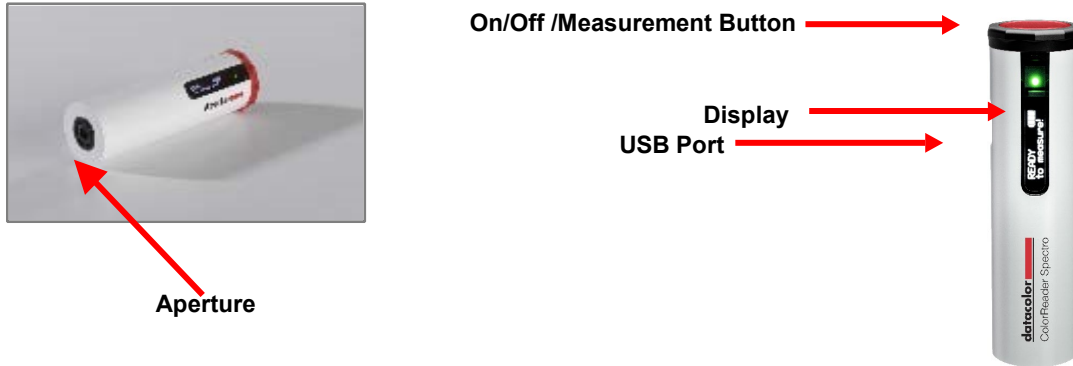 On/Off /Measurement Button
Display
USB Port
READY
to measure!
datacolor
ColorReader Spectro
Aperture